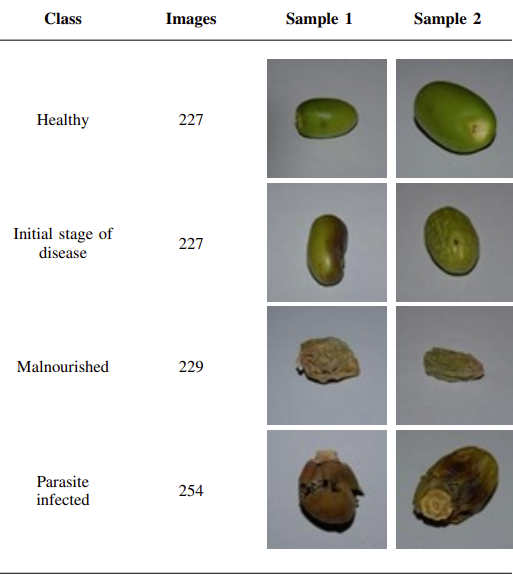 Class Images Sample 1 Sample 2
Healthy 227
Initial stage of
disease 227
Malnourished 229
Parasite
infected 254